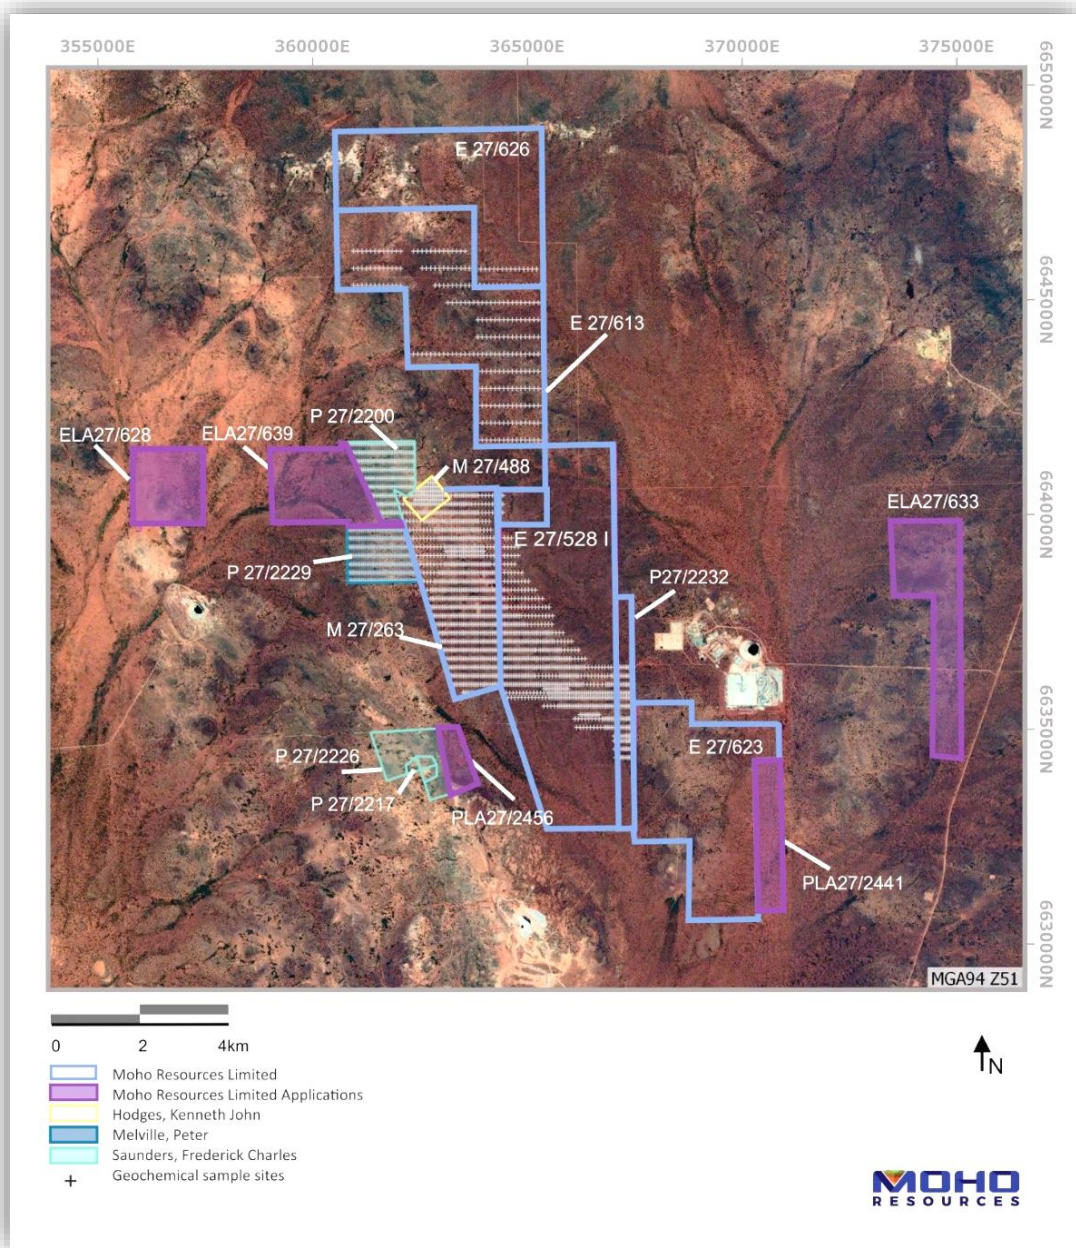 355000E
360000E
365000E
370000E
375000E
6650000N
E 27/626
6645000N
E 27/613
P 27/2200
ELA27/628
ELA27/639
M 27/488
ELA27/633
6640000N
E 27/528 I
P 27/2229
P27/2232
M 27/263
6635000N
E 27/623
P 27/2226
P 27/2217
PLA27/2456
PLA27/2441
6630000N
MGA94 Z51
0 2 4km
N
Moho Resources Limited
Moho Resources Limited Applications
Hodges, Kenneth John
Melville, Peter
Saunders, Frederick Charles
Geochemical sample sites
MOHO
RESOURCES